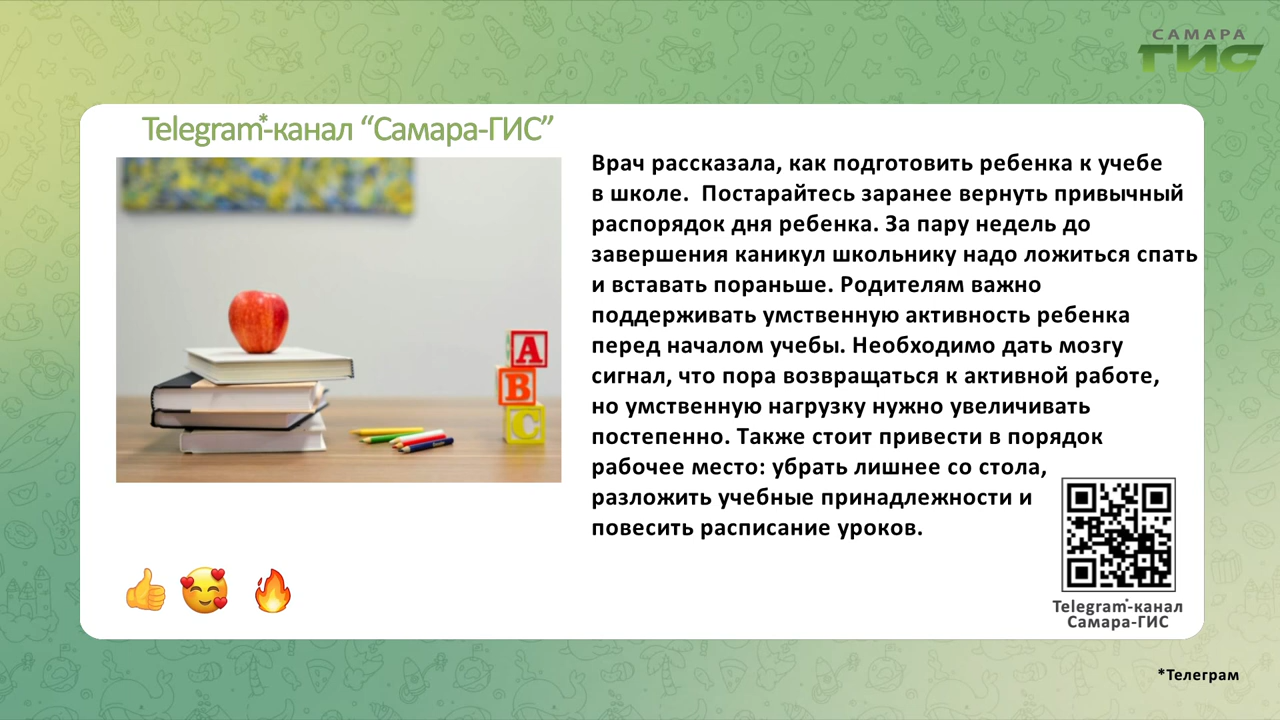 САМАРА
ГИС
Telegram*-канал “Самара-ГИС”
Врач рассказала, как подготовить ребенка к учебе
в школе. Постарайтесь заранее вернуть привычный
распорядок дня ребенка. За пару недель до
завершения каникул школьнику надо ложиться спать
и вставать пораньше. Родителям важно
поддерживать умственную активность ребенка
перед началом учебы. Необходимо дать мозгу
сигнал, что пора возвращаться к активной работе,
но умственную нагрузку нужно увеличивать
постепенно. Также стоит привести в порядок
рабочее место: убрать лишнее со стола,
разложить учебные принадлежности и
повесить расписание уроков.
A
B
C
Telegram*-канал
Самара-ГИС
*Телеграм